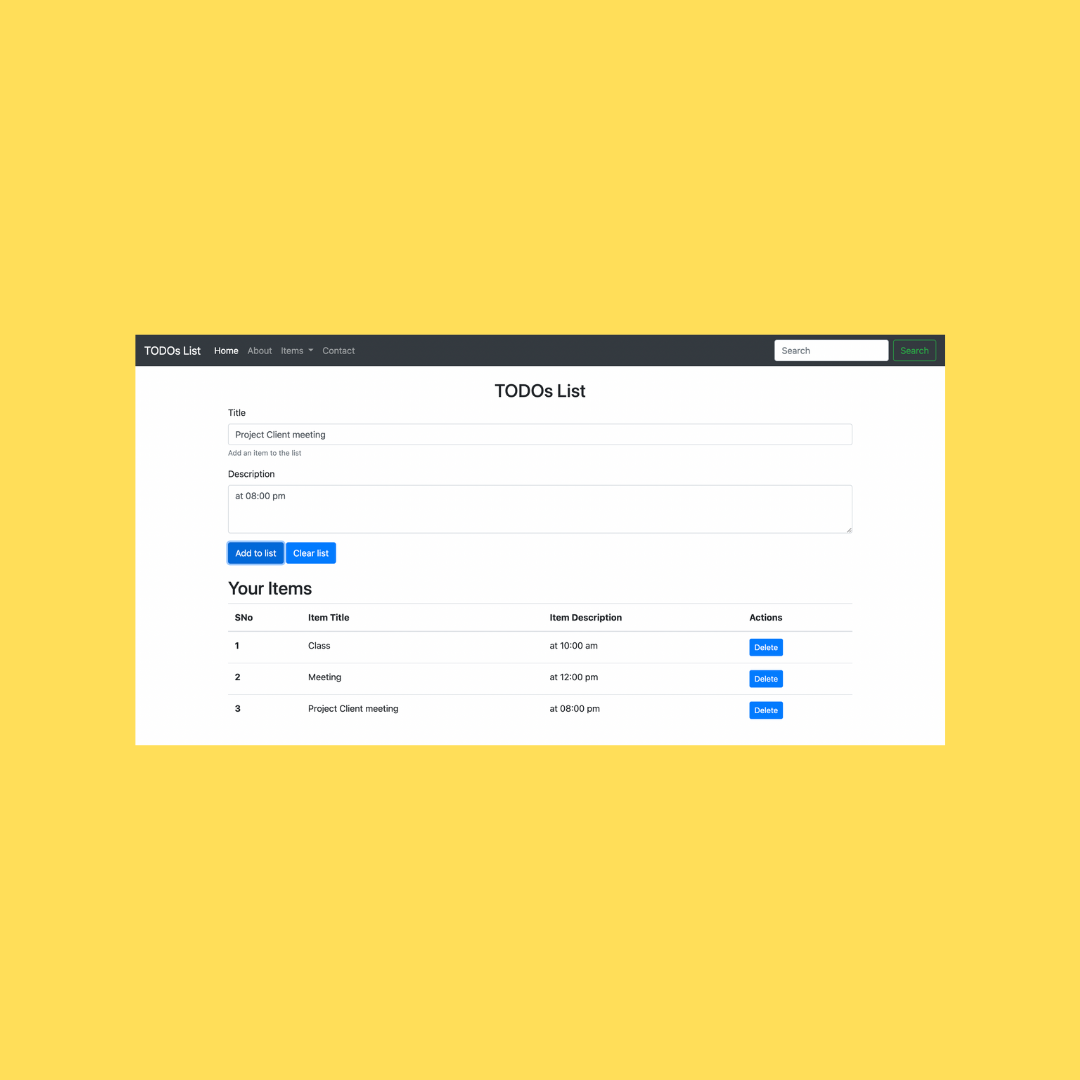 TODOs List Home About Items Contact Search Search
TODOs List
Title
Project Client meeting
Add an item to the list
Description
at 08:00 pm
Add to list Clear list
Your Items
SNo Item Title Item Description Actions
1 Class at 10:00 am Delete
2 Meeting at 12:00 pm Delete
3 Project Client meeting at 08:00 pm Delete